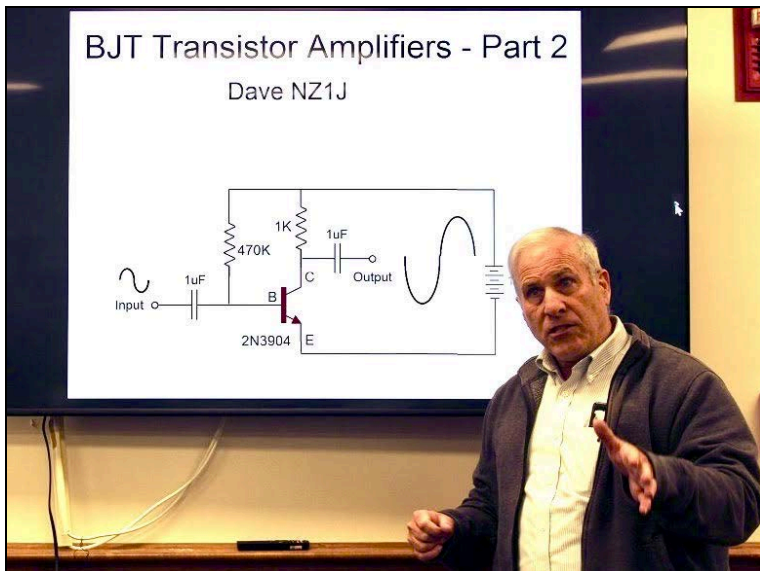 BJT Transistor Amplifiers - Part 2
Dave NZ1J
1K
470K
1uF
1uF
C
Output
B
Input
2N3904
E